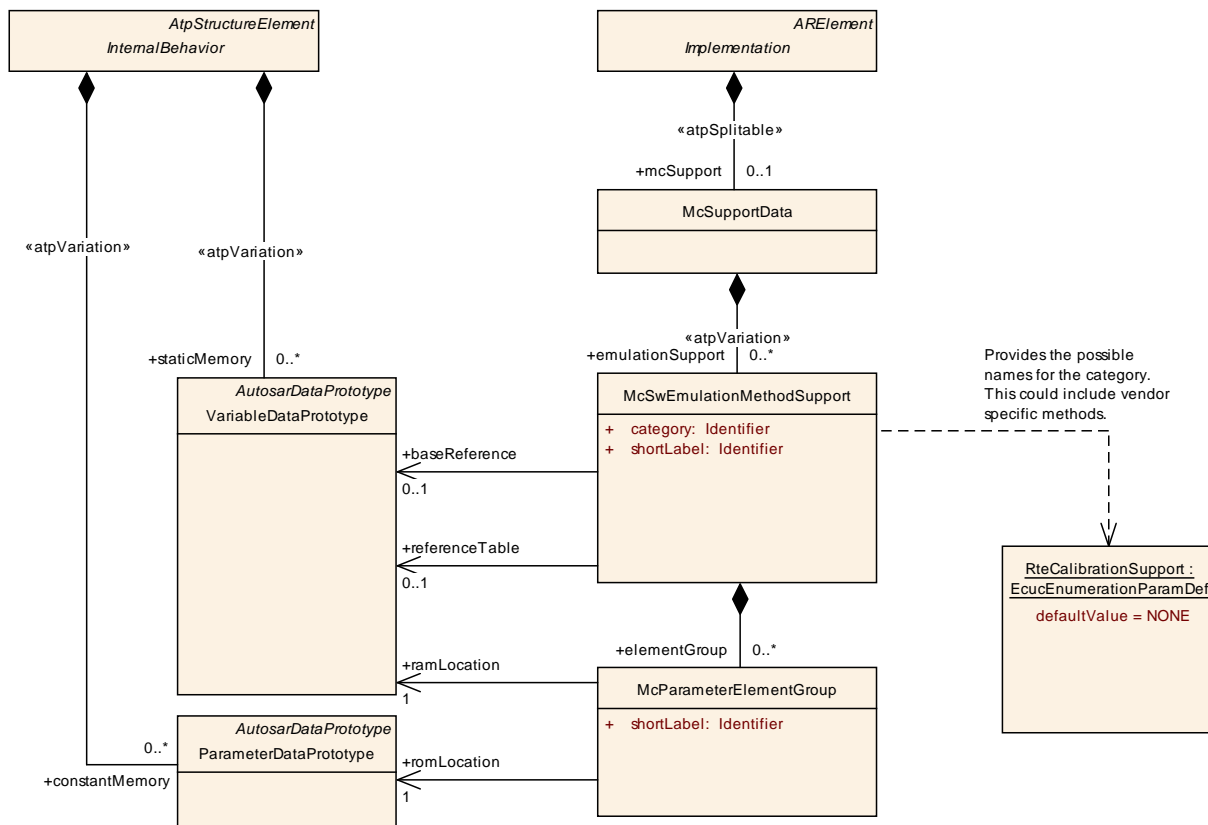 AtpStructureElement
InternalBehavior
ARElement
Implementation
«atpSplitable»
+mcSupport 0..1
McSupportData
«atpVariation»
«atpVariation»
«atpVariation»
+emulationSupport 0..*
+staticMemory 0..*
Provides the possible
names for the category.
This could include vendor
specific methods.
AutosarDataPrototype
VariableDataPrototype
McSwEmulationMethodSupport
+ category: Identifier
+ shortLabel: Identifier
+baseReference
0..1
+referenceTable
0..1
RteCalibrationSupport :
EcucEnumerationParamDef
defaultValue = NONE
+elementGroup 0..*
+ramLocation
1
McParameterElementGroup
+ shortLabel: Identifier
AutosarDataPrototype
ParameterDataPrototype
0..*
+constantMemory
+romLocation
1